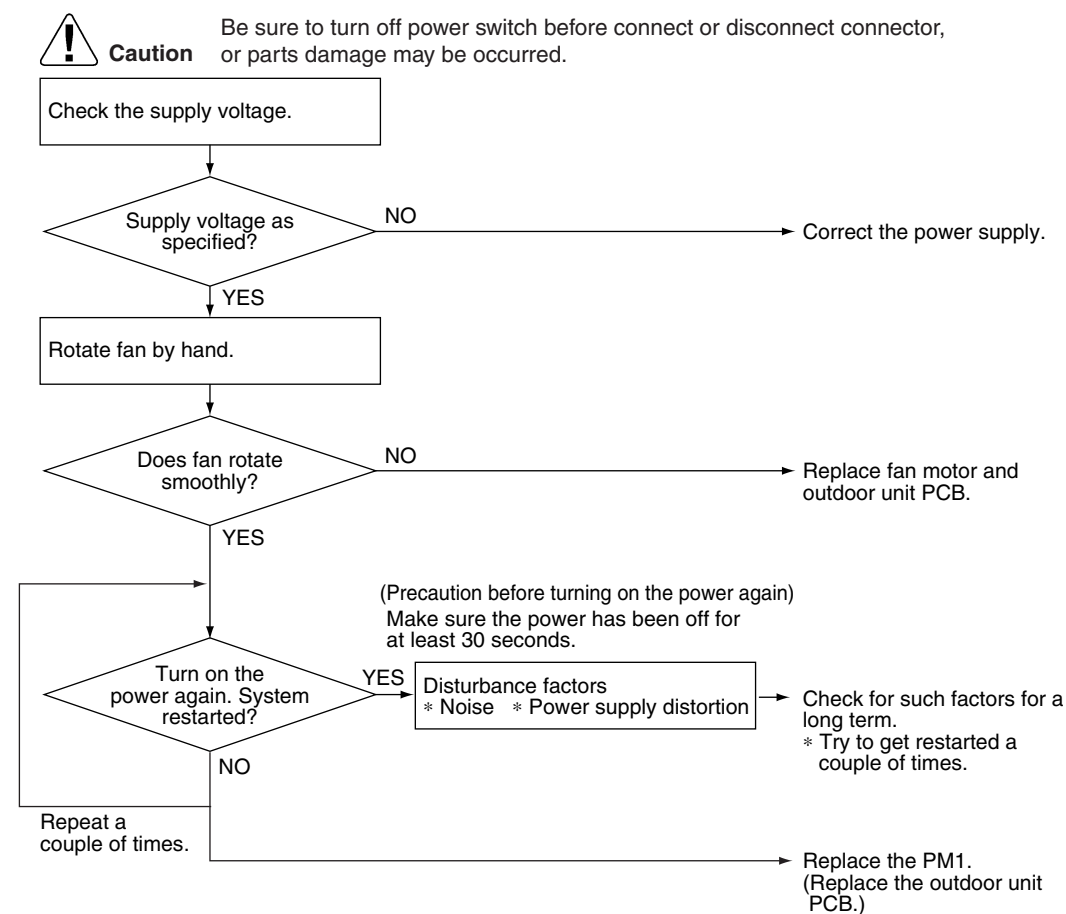 Be sure to turn off power switch before connect or disconnect connector,
Caution
or parts damage may be occurred.
Check the supply voltage.
Supply voltage as
specified?
NO
Correct the power supply.
YES
Rotate fan by hand.
Does fan rotate
smoothly?
NO
Replace fan motor and
outdoor unit PCB.
YES
(Precaution before turning on the power again)
Make sure the power has been off for
at least 30 seconds.
Turn on the
power again. System
restarted?
YES
Disturbance factors
* Noise * Power supply distortion
Check for such factors for a
long term.
* Try to get restarted a
couple of times.
NO
Repeat a
couple of times.
Replace the PM1.
(Replace the outdoor unit
PCB.)